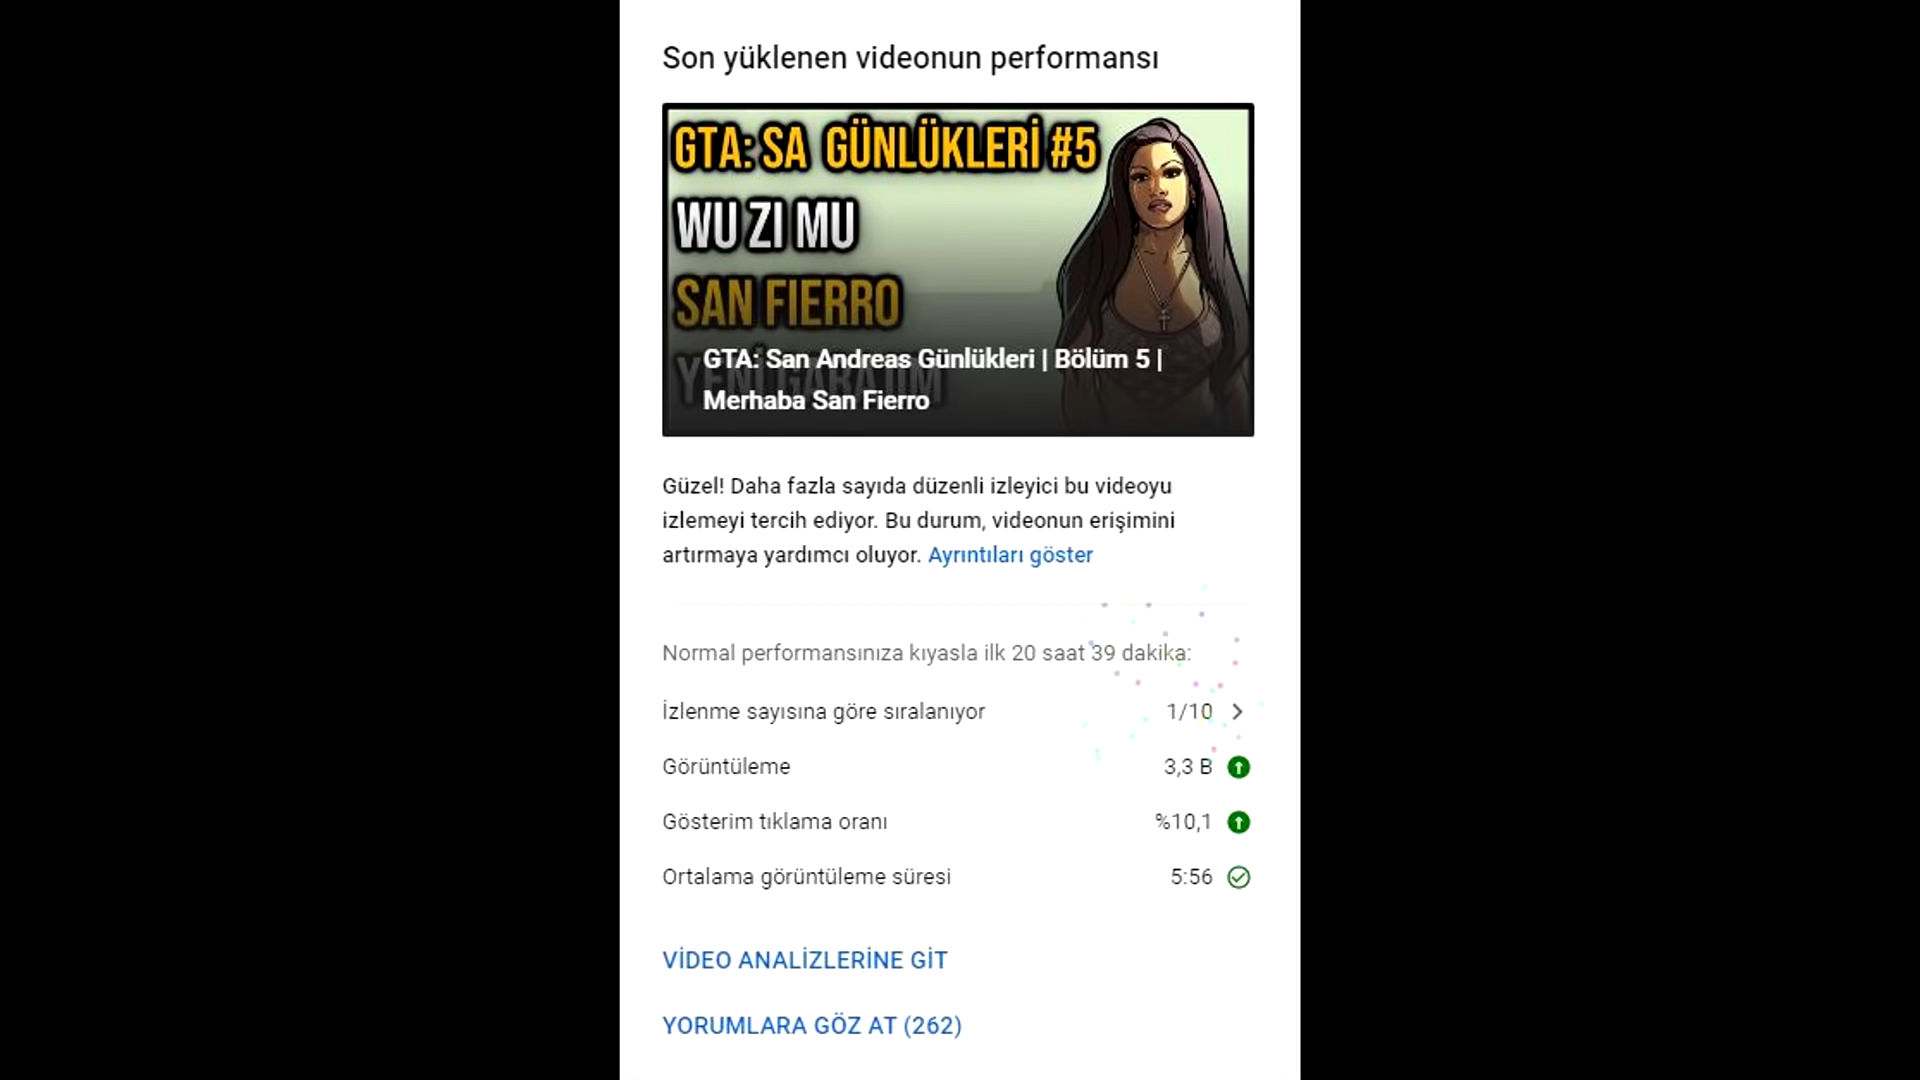 Son yüklenen videonun performansı
GTA: SA GÜNLÜKLERİ #5
WU ZI MU
SAN FIERRO
YENİ GARAJIM
GTA: San Andreas Günlükleri | Bölüm 5 |
Merhaba San Fierro
Güzel! Daha fazla sayıda düzenli izleyici bu videoyu
izlemeyi tercih ediyor. Bu durum, videonun erişimini
artırmaya yardımcı oluyor. Ayrıntıları göster
Normal performansınıza kıyasla ilk 20 saat 39 dakika:
İzlenme sayısına göre sıralanıyor 1/10
Görüntüleme 3,3 B
Gösterim tıklama oranı %10,1
Ortalama görüntüleme süresi 5:56
VİDEO ANALİZLERİNE GİT
YORUMLARA GÖZ AT (262)